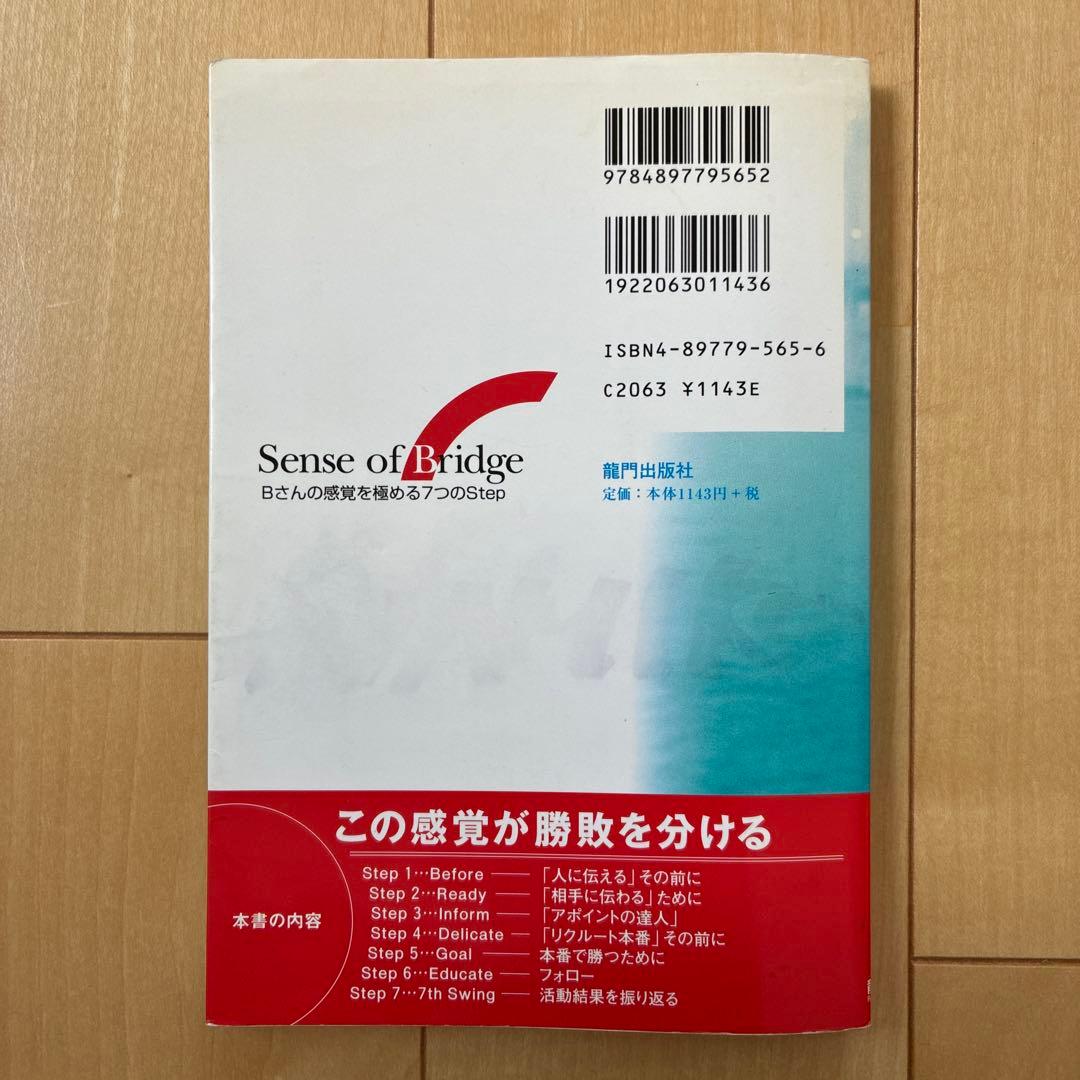 9784897795652
1922063011436
ISBN4-89779-565-6
C2063 ¥1143E
Sense of Bridge
Bさんの感覚を極める7つのStep
龍門出版社
定価：本体1143円＋税
この感覚が勝敗を分ける
本書の内容
Step 1…Before ── 「人に伝える」その前に
Step 2…Ready ── 「相手に伝わる」ために
Step 3…Inform ── 「アポイントの達人」
Step 4…Delicate ── 「リクルート本番」その前に
Step 5…Goal ── 本番で勝つために
Step 6…Educate ── フォロー
Step 7…7th Swing ── 活動結果を振り返る